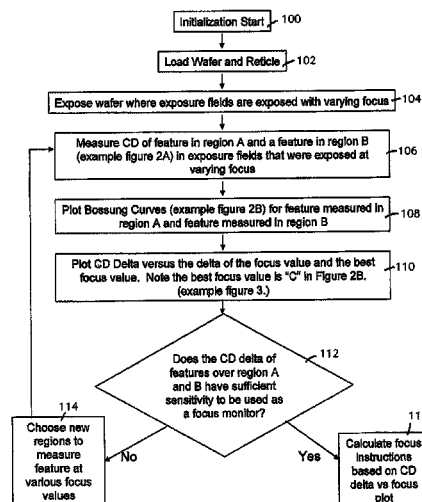 Initialization Start
100
Load Wafer and Reticle
102
Expose wafer where exposure fields are exposed with varying focus
104
Measure CD of feature in region A and a feature in region B
(example figure 2A) in exposure fields that were exposed at
varying focus
106
Plot Bossung Curves (example figure 2B) for feature measured in
region A and feature measured in region B
108
Plot CD Delta versus the delta of the focus value and the best
focus value. Note the best focus value is "C" in Figure 2B.
(example figure 3.)
110
Does the CD delta of
features over region A
and B have sufficient
sensitivity to be used as
a focus monitor?
112
114
Choose new
regions to
measure
feature at
various focus
values
No
Yes
11
Calculate focus
instructions
based on CD
delta vs focus
plot